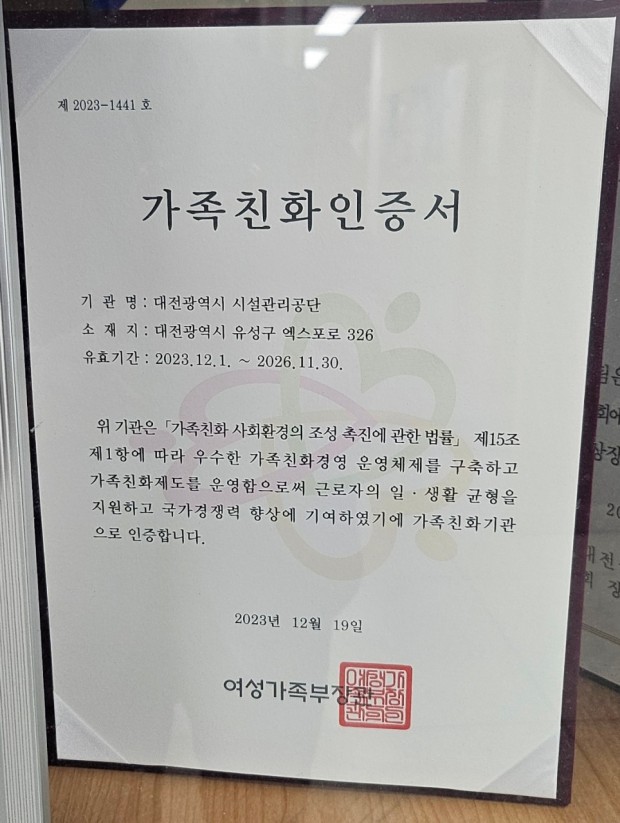 제 2023-1441 호
가족친화인증서
기 관 명 : 대전광역시 시설관리공단
소 재 지 : 대전광역시 유성구 엑스포로 326
유효기간 : 2023.12.1. ~ 2026.11.30.
위 기관은 「가족친화 사회환경의 조성 촉진에 관한 법률」 제15조
제1항에 따라 우수한 가족친화경영 운영체제를 구축하고
가족친화제도를 운영함으로써 근로자의 일 · 생활 균형을
지원하고 국가경쟁력 향상에 기여하였기에 가족친화기관
으로 인증합니다.
2023년 12월 19일
여성가족부장관